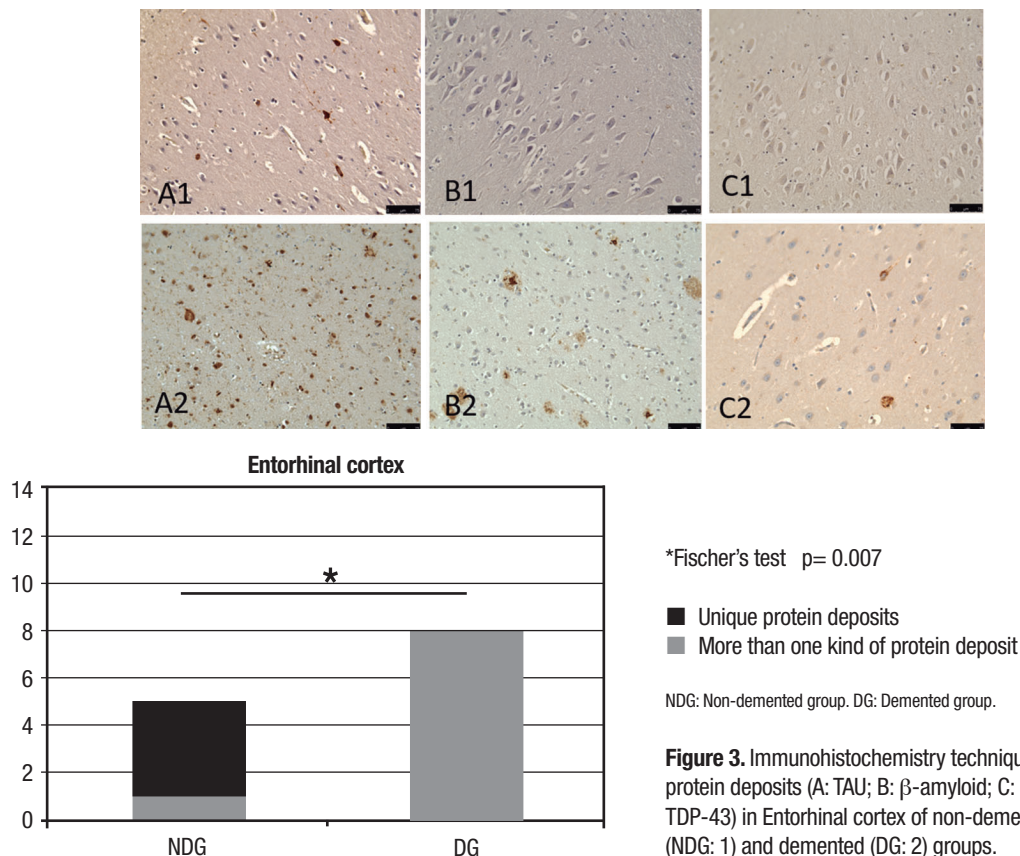 A1
B1
C1
A2
B2
C2
Entorhinal cortex
14
12
10
8
6
4
2
0
*
NDG
DG
*Fischer's test p= 0.007
Unique protein deposits
More than one kind of protein deposit
NDG: Non-demented group. DG: Demented group.
Figure 3. Immunohistochemistry techniqu
protein deposits (A: TAU; B: β-amyloid; C:
TDP-43) in Entorhinal cortex of non-deme
(NDG: 1) and demented (DG: 2) groups.